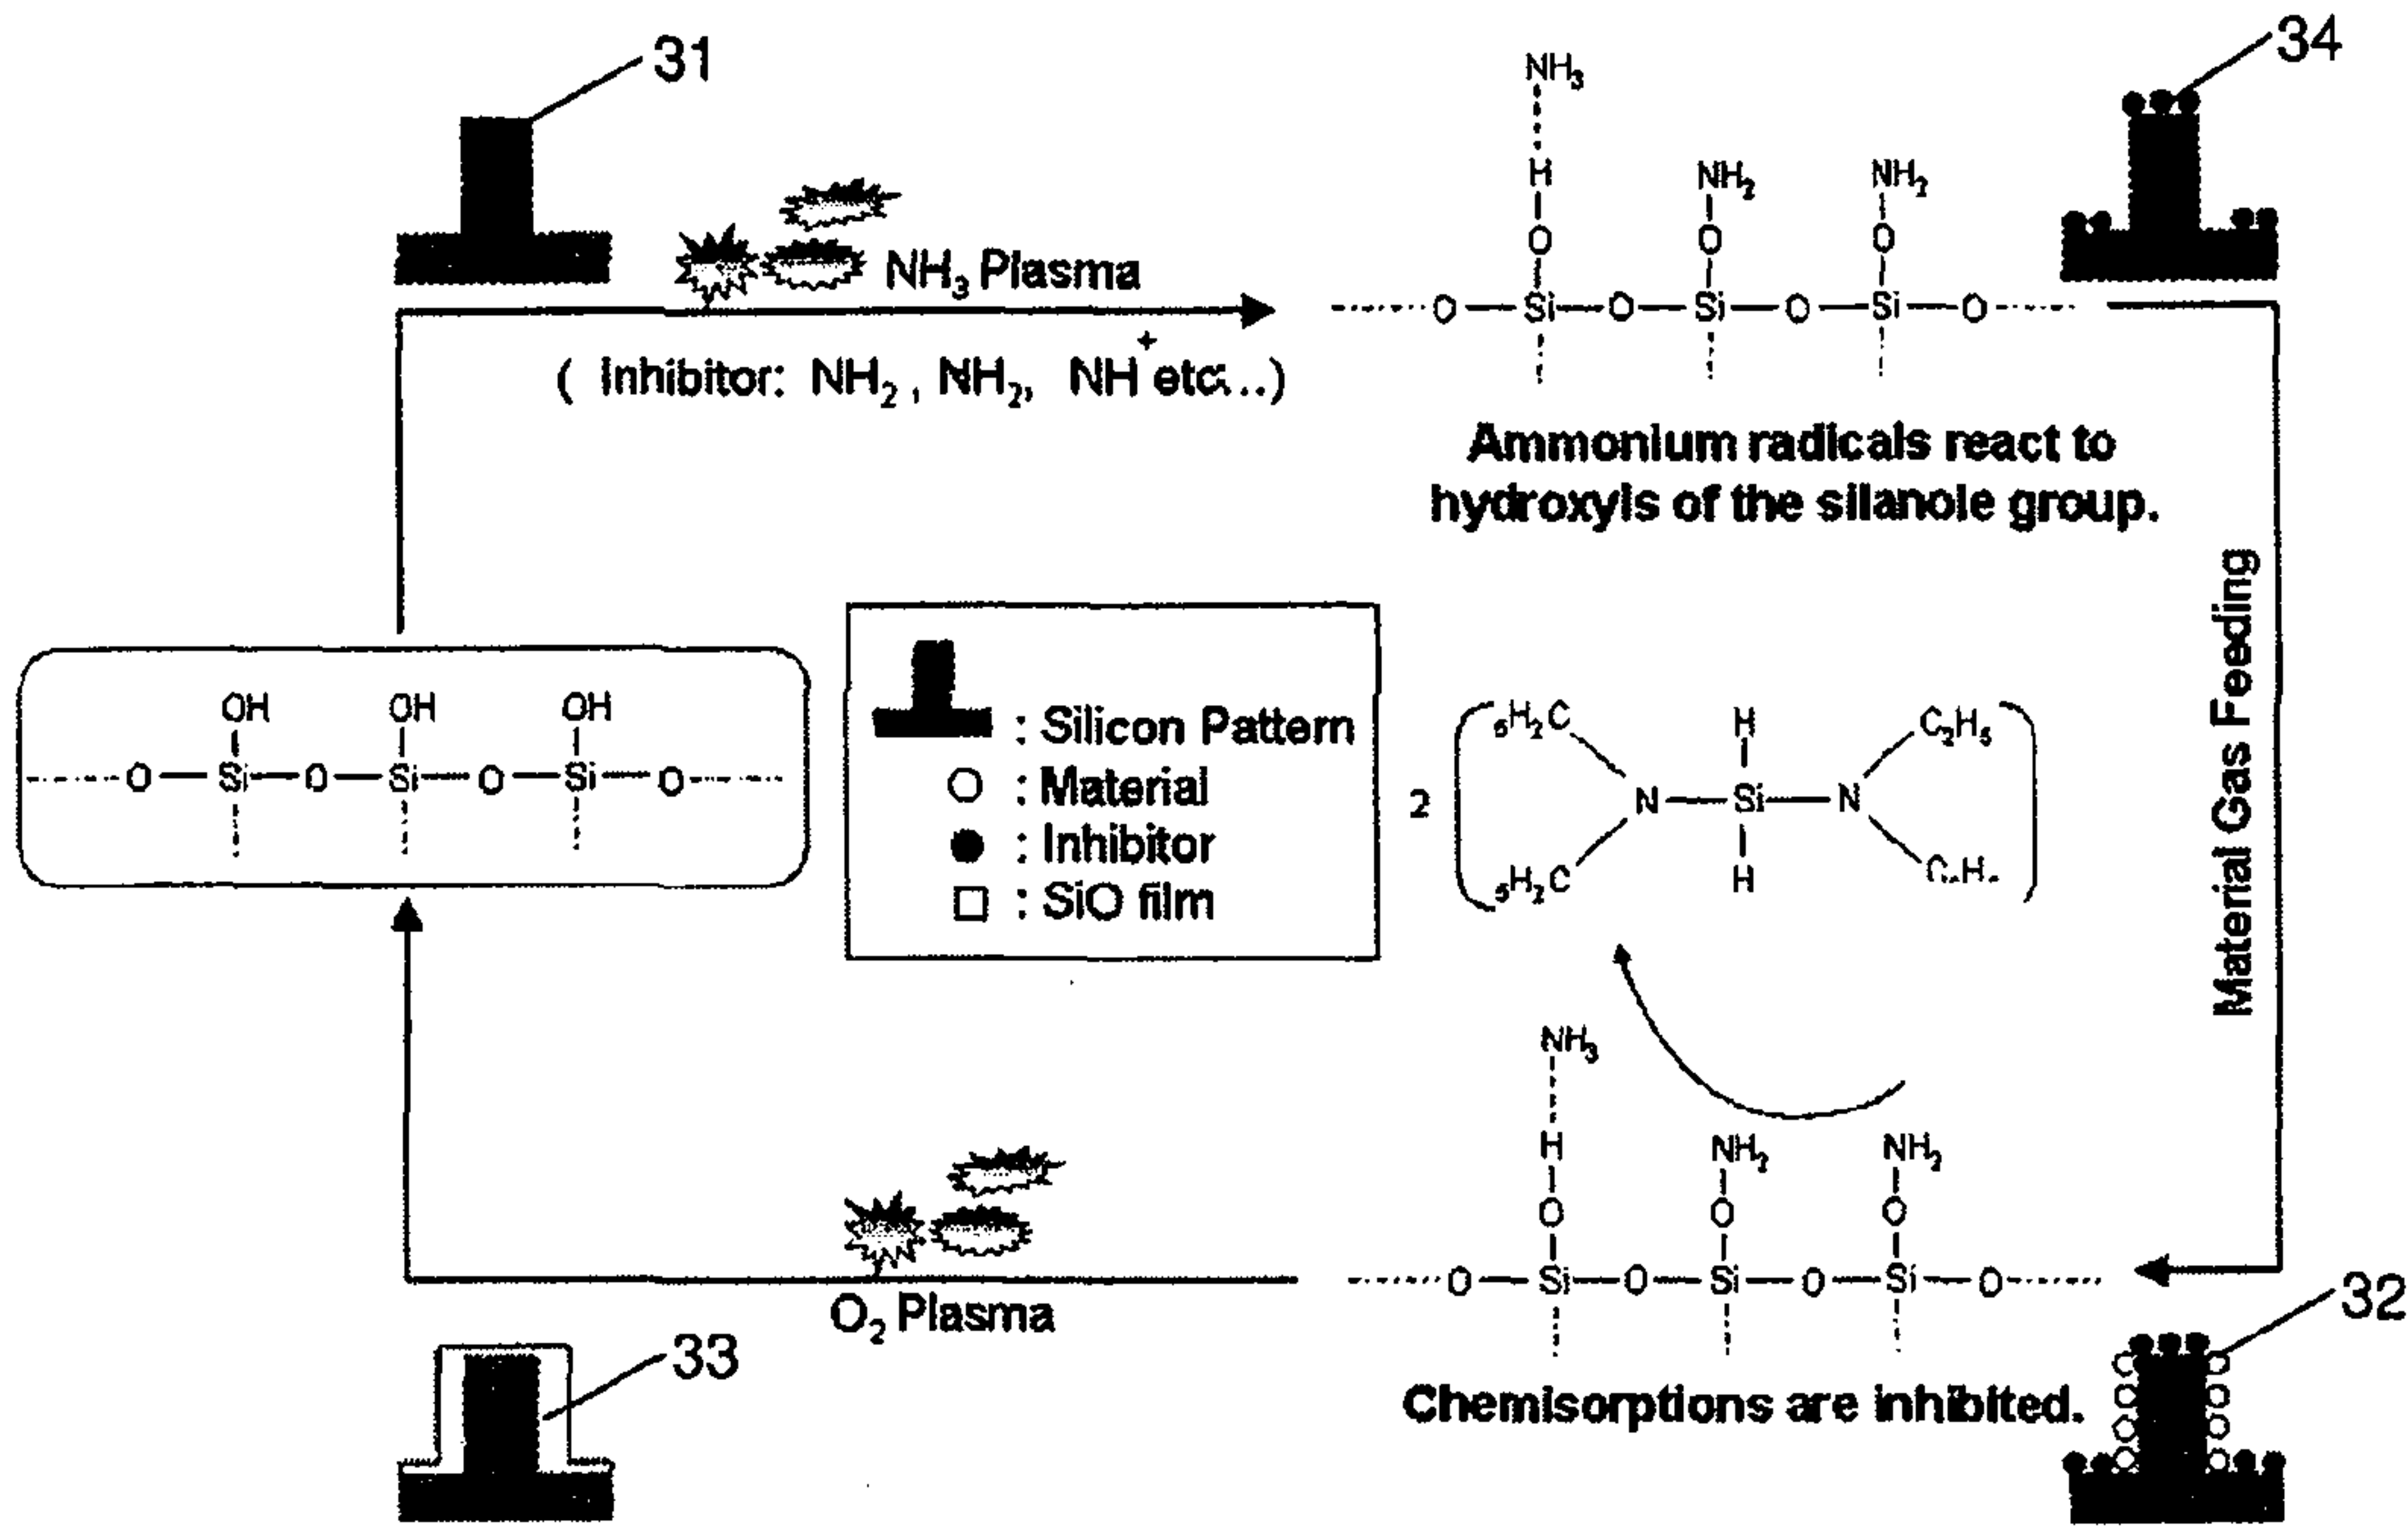 31
34
NH3 Plasma
( Inhibitor: NH2 , NH2, NH+ etc...)
NH3
H NH2 NH2
O O O
O Si O Si O Si O
Ammonium radicals react to
hydroxyls of the silanole group.
Material Gas Feeding
OH OH OH
O Si O Si O Si O
: Silicon Pattern
: Material
: Inhibitor
: SiO film
5H2C H C2H5
2 N Si N
5H2C H
NH3
H NH2 NH2
O O O
O Si O Si O Si O
Chemisorptions are inhibited.
32
O2 Plasma
33